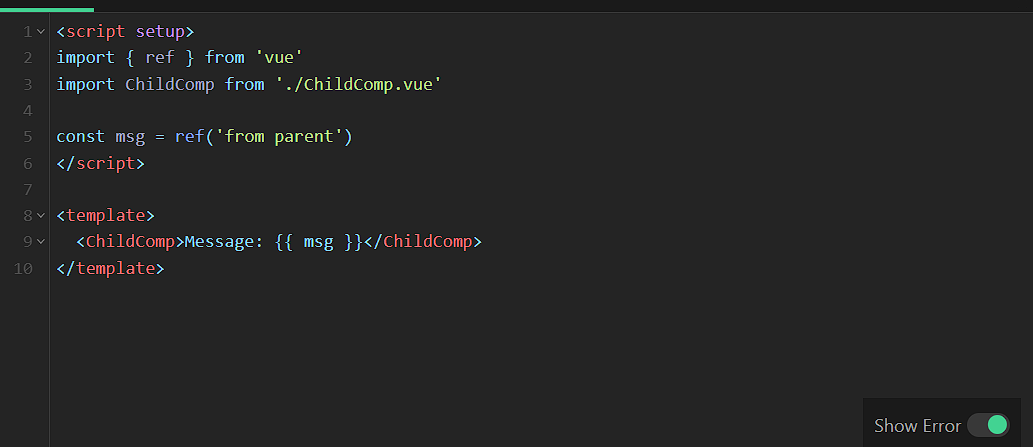 1 <script setup>
2 import { ref } from 'vue'
3 import ChildComp from './ChildComp.vue'
4
5 const msg = ref('from parent')
6 </script>
7
8 <template>
9   <ChildComp>Message: {{ msg }}</ChildComp>
10 </template>
Show Error